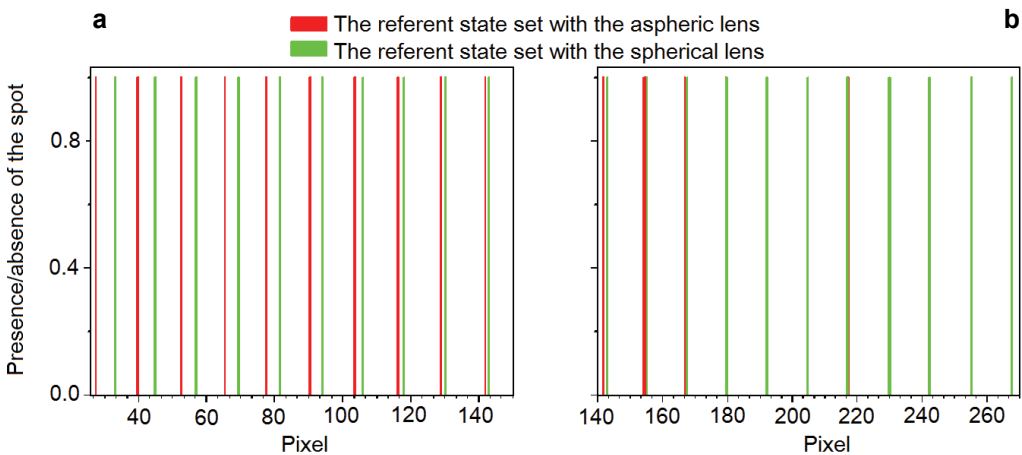 a
b
The referent state set with the aspheric lens
The referent state set with the spherical lens
Presence/absence of the spot
0.8
0.4
0.0
40 60 80 100 120 140
Pixel
140 160 180 200 220 240 260
Pixel